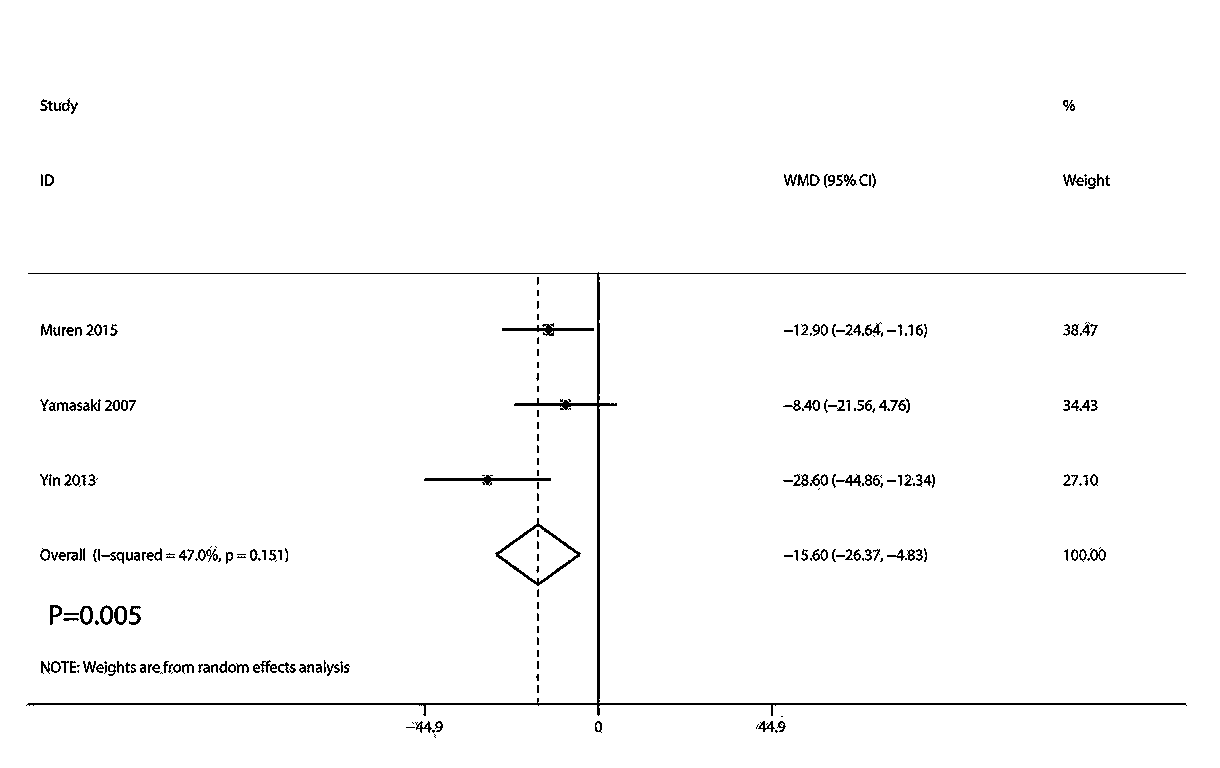 Study %
ID WMD (95% CI) Weight
Muren 2015 −12.90 (−24.64, −1.16) 38.47
Yamasaki 2007 −8.40 (−21.56, 4.76) 34.43
Yin 2013 −28.60 (−44.86, −12.34) 27.10
Overall (I−squared = 47.0%, p = 0.151) −15.60 (−26.37, −4.83) 100.00
P=0.005
NOTE: Weights are from random effects analysis
−44.9 0 44.9